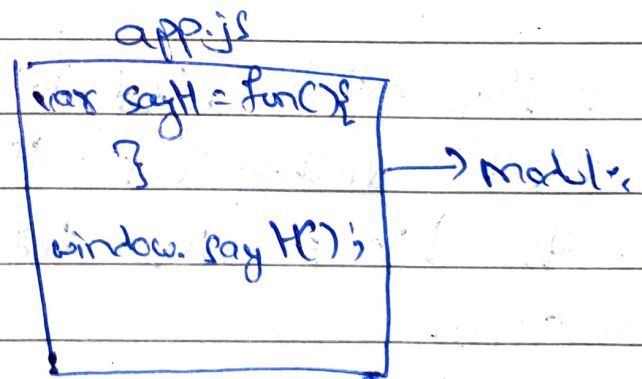 app.js
var sayH = fun(){
}
→ module
window.sayH();